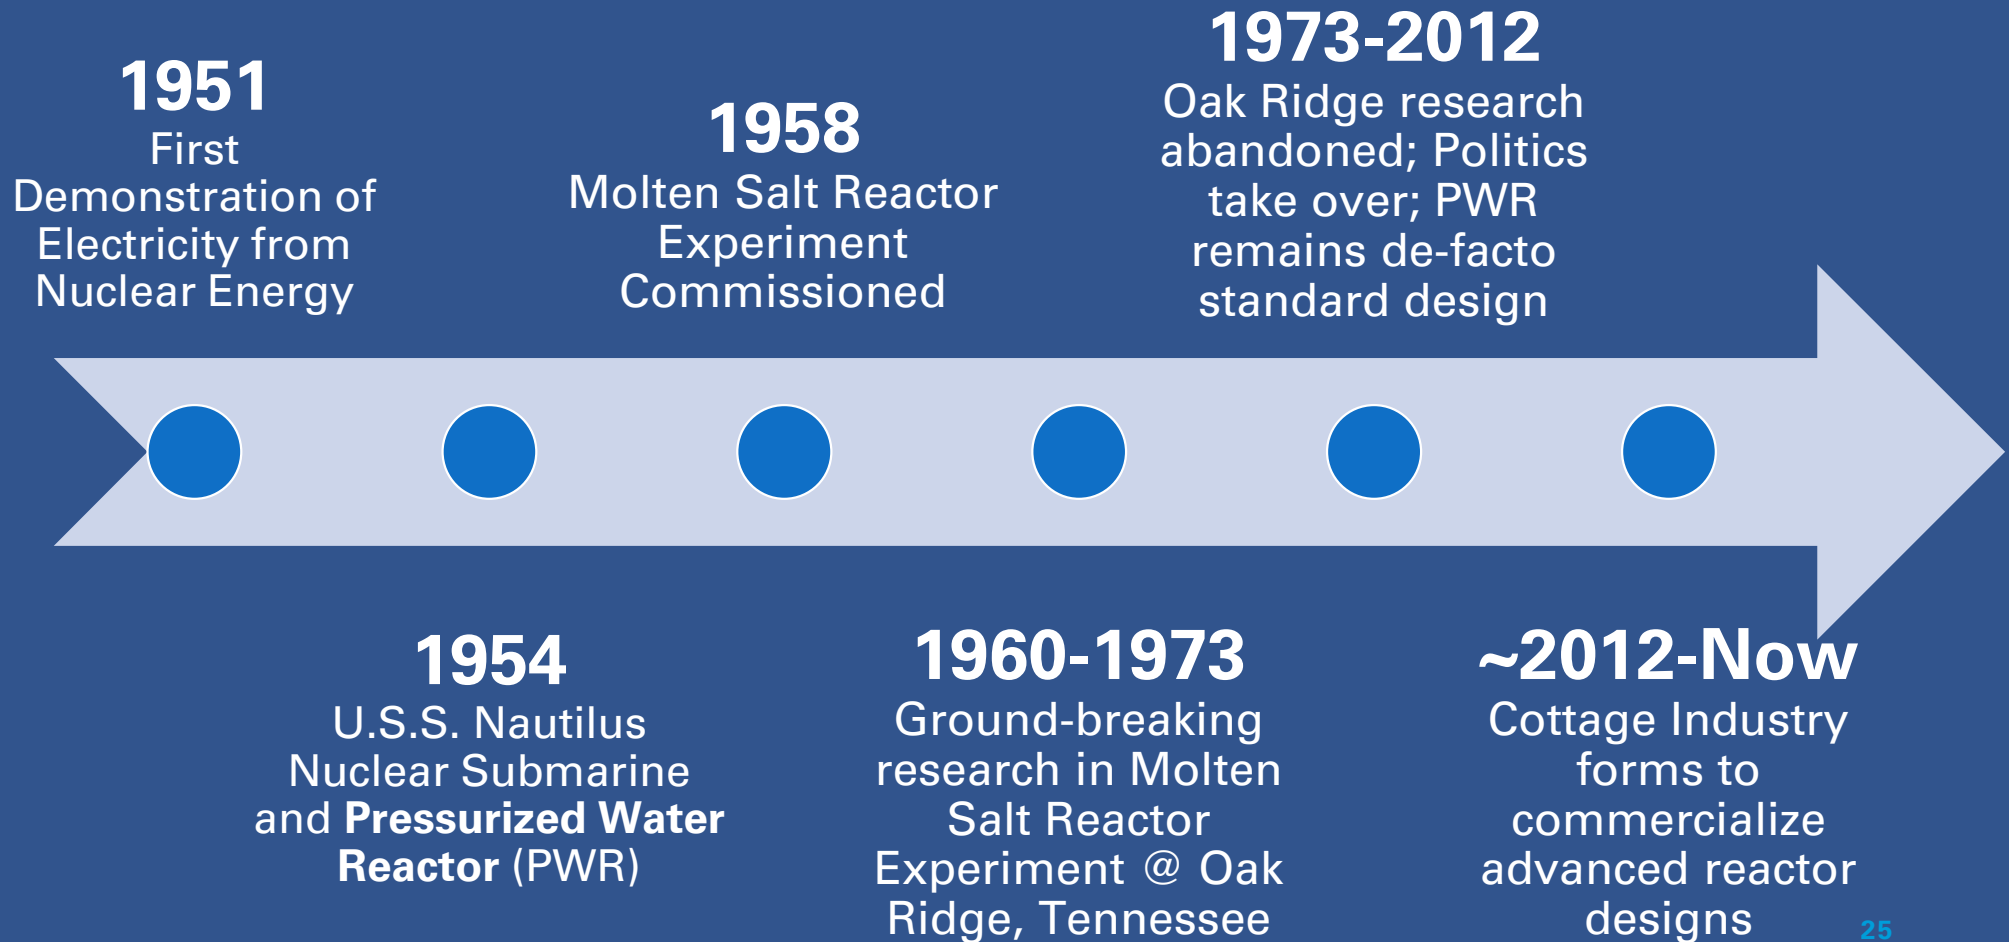 1951
First
Demonstration of
Electricity from
Nuclear Energy
1954
U.S.S. Nautilus
Nuclear Submarine
and Pressurized Water
Reactor (PWR)
1958
Molten Salt Reactor
Experiment
Commissioned
1960-1973
Ground-breaking
research in Molten
Salt Reactor
Experiment @ Oak
Ridge, Tennessee
1973-2012
Oak Ridge research
abandoned; Politics
take over; PWR
remains de-facto
standard design
~2012-Now
Cottage Industry
forms to
commercialize
advanced reactor
designs
25